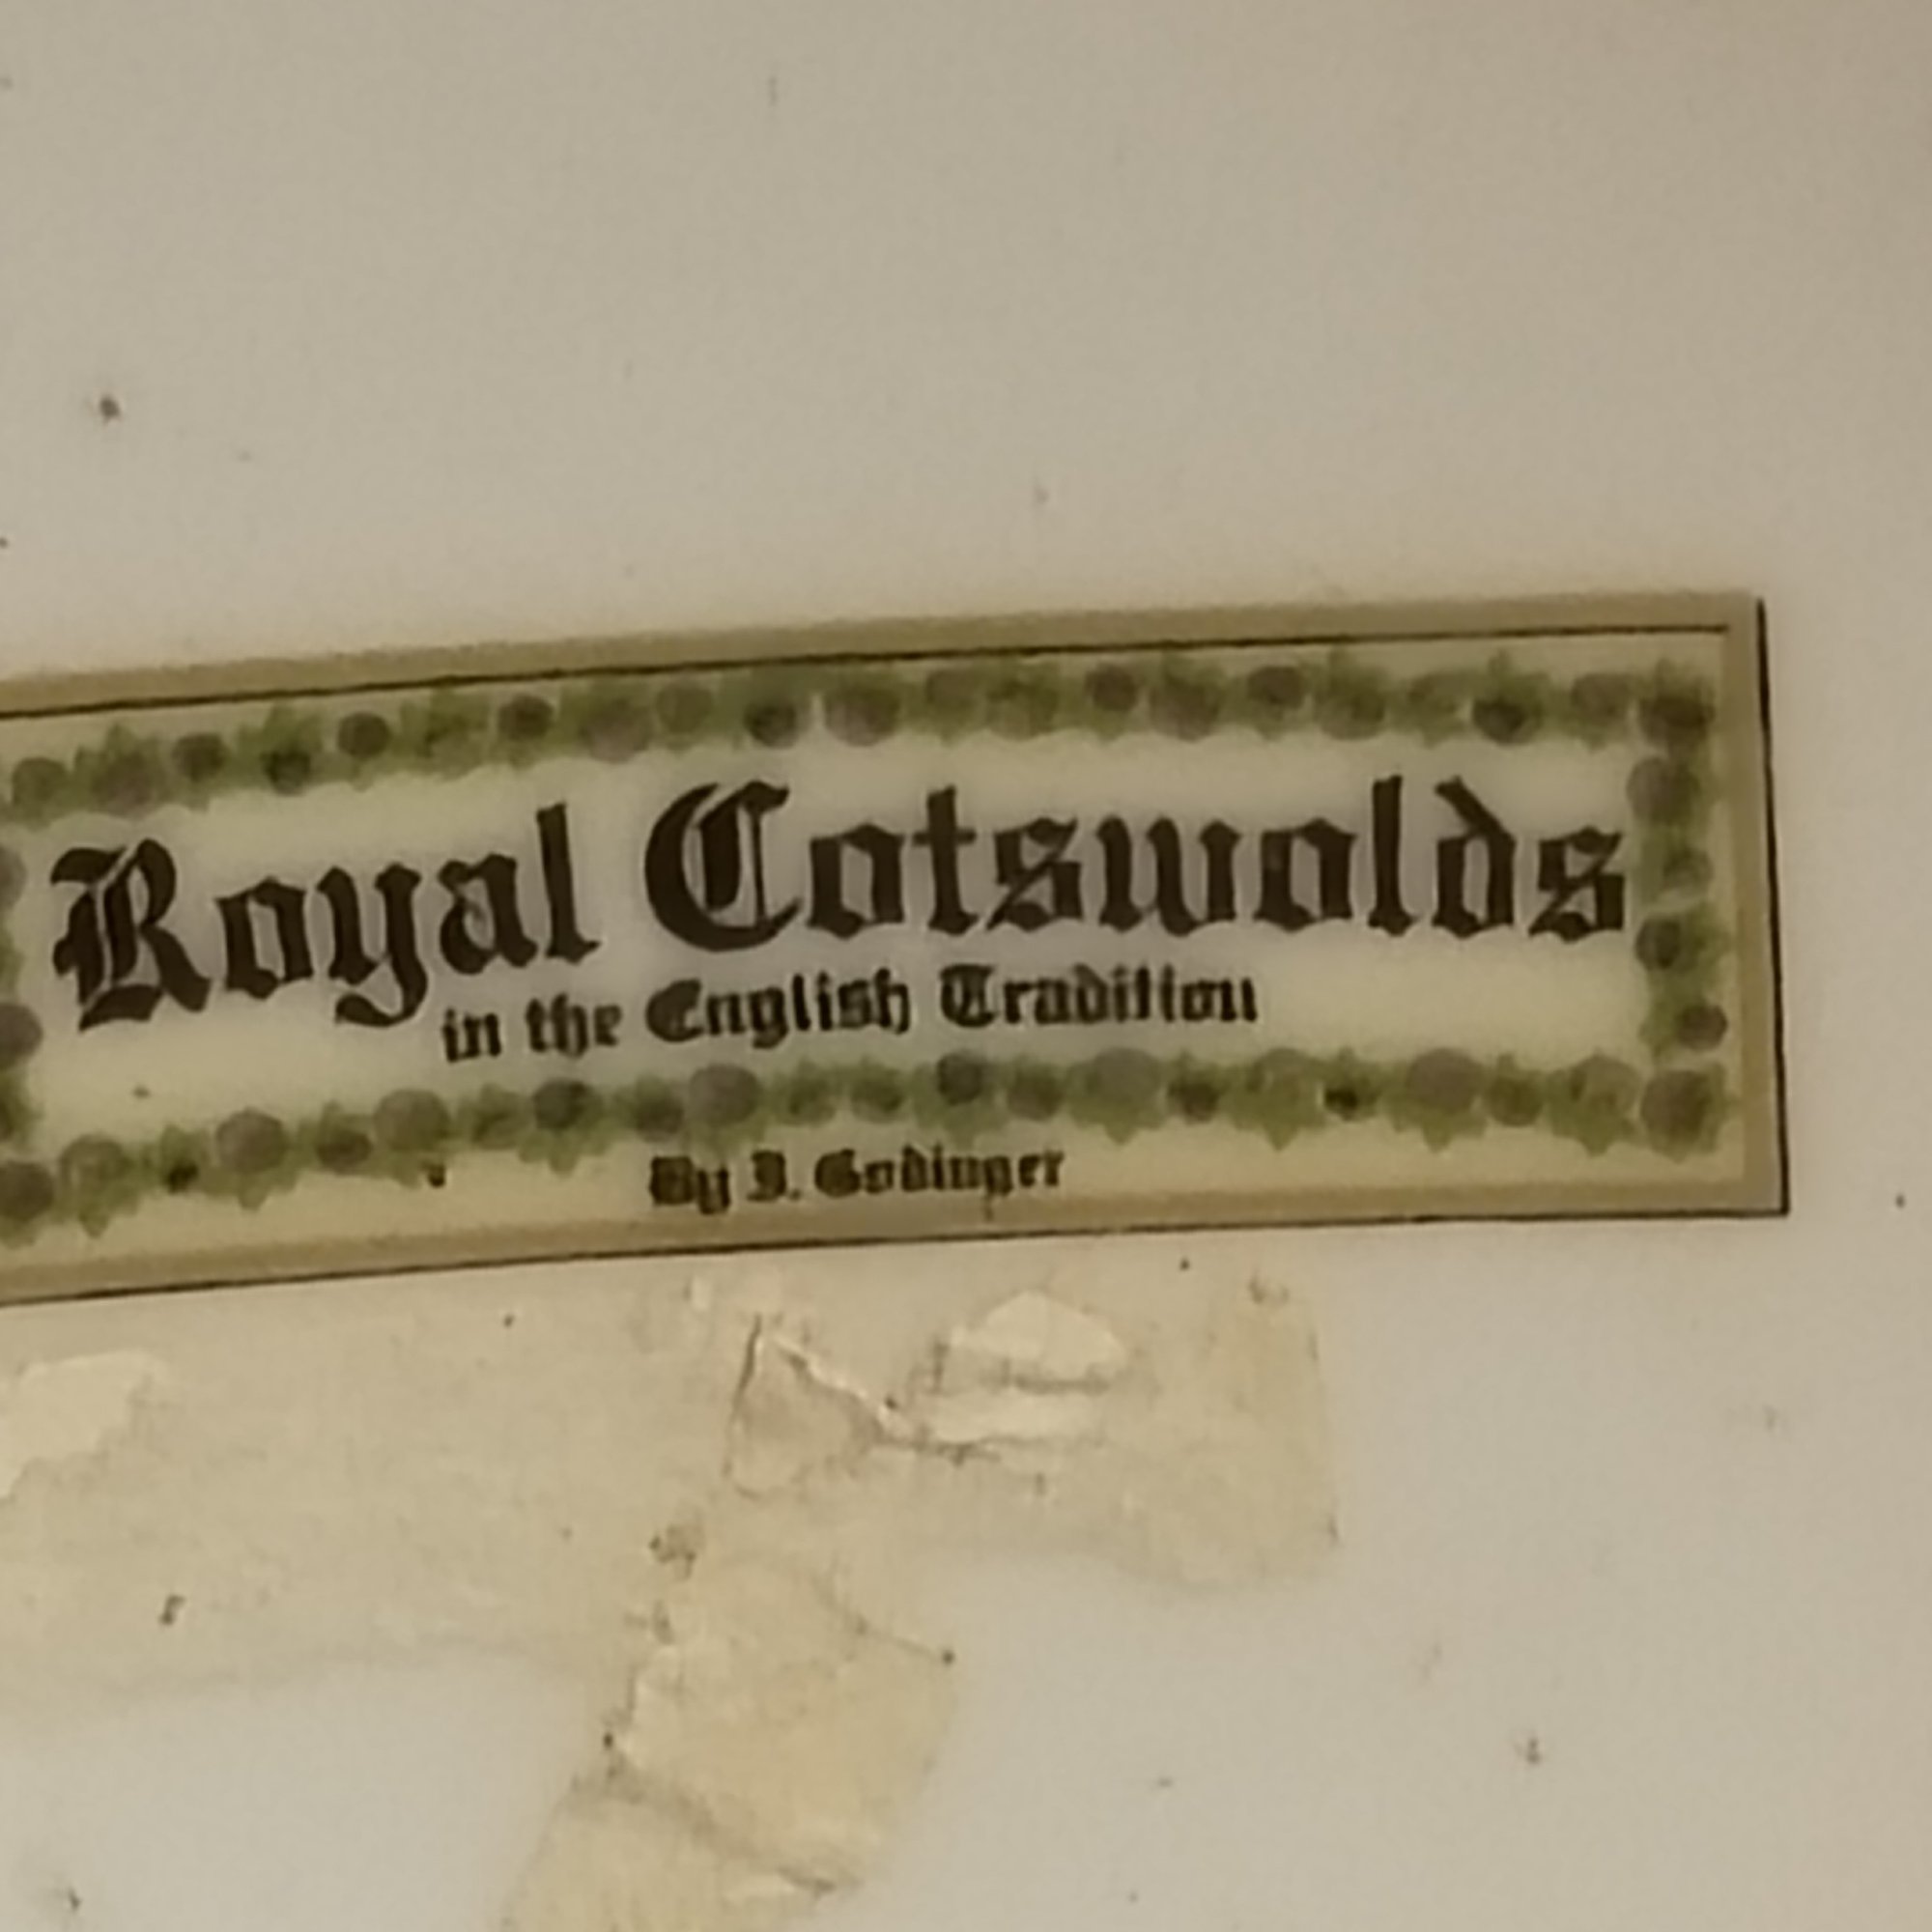 Royal Cotswolds
in the English Tradition
By J. Godinger